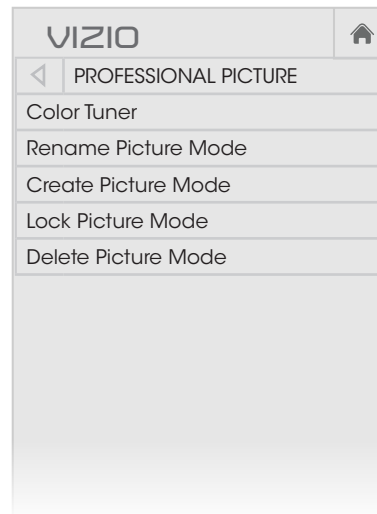 VIZIO
PROFESSIONAL PICTURE
Color Tuner
Rename Picture Mode
Create Picture Mode
Lock Picture Mode
Delete Picture Mode